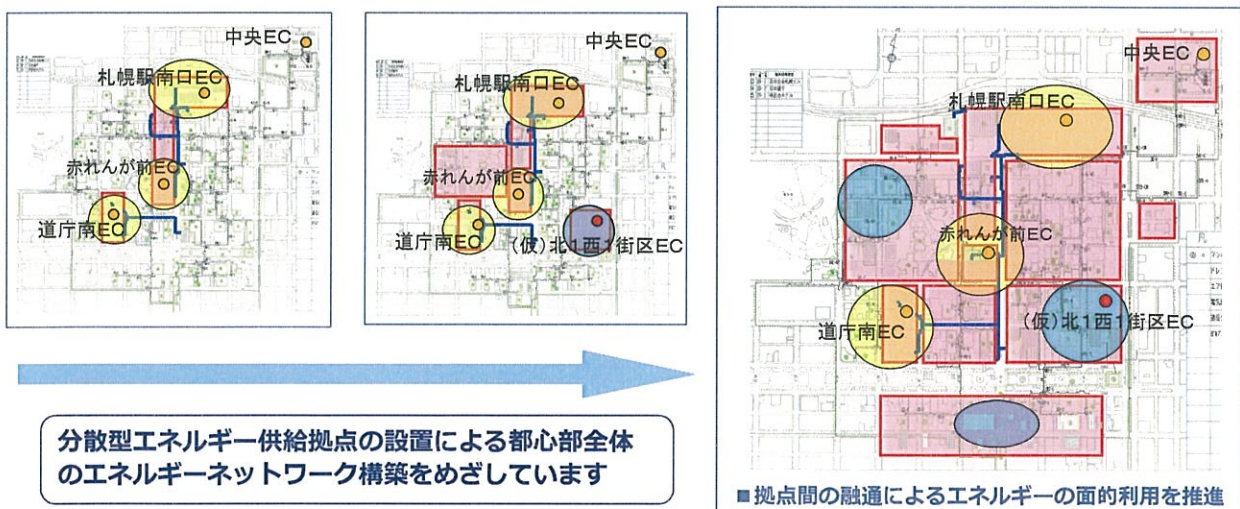 中央EC
札幌駅南口EC
赤れんが前EC
道庁南EC
中央EC
札幌駅南口EC
赤れんが前EC
道庁南EC
(仮)北1西1街区EC
中央EC
札幌駅南口EC
赤れんが前EC
道庁南EC
(仮)北1西1街区EC
分散型エネルギー供給拠点の設置による都心部全体
のエネルギーネットワーク構築をめざしています
■拠点間の融通によるエネルギーの面的利用を推進